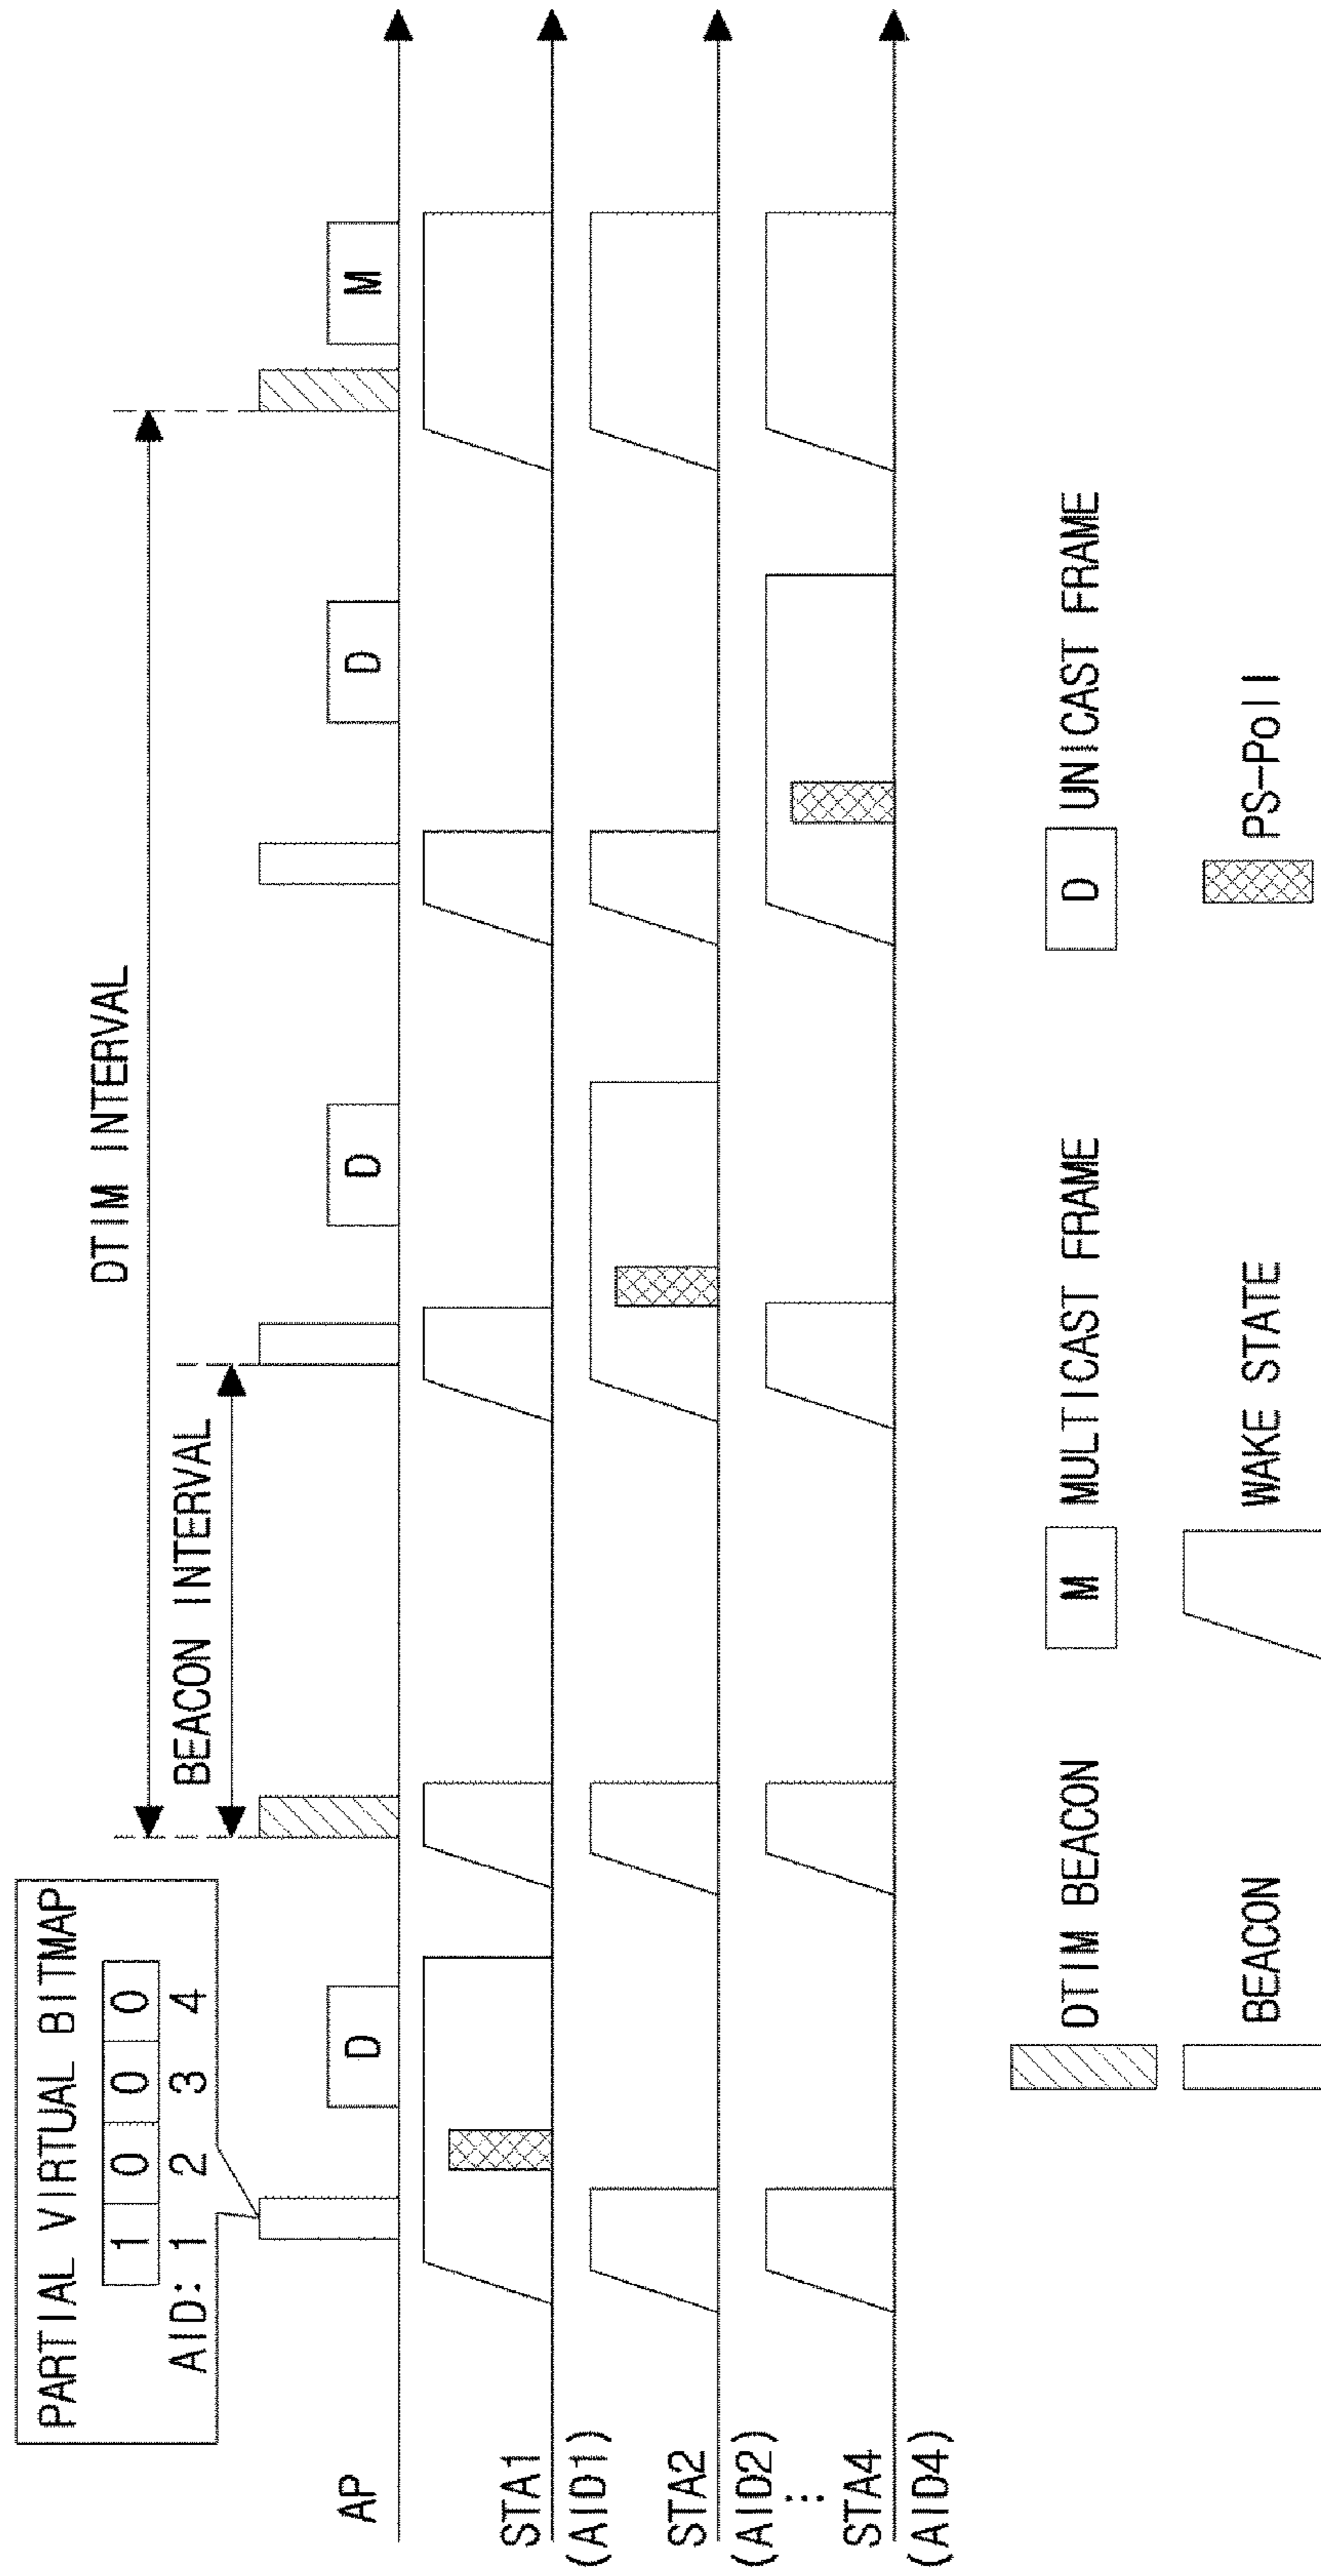 PARTIAL VIRTUAL BITMAP
1 0 0 0
AID: 1 2 3 4
DTIM INTERVAL
BEACON INTERVAL
AP
D
D
D
M
STA1
(AID1)
STA2
(AID2)
⋮
STA4
(AID4)
DTIM BEACON
M MULTICAST FRAME
D UNICAST FRAME
BEACON
WAKE STATE
PS-Poll